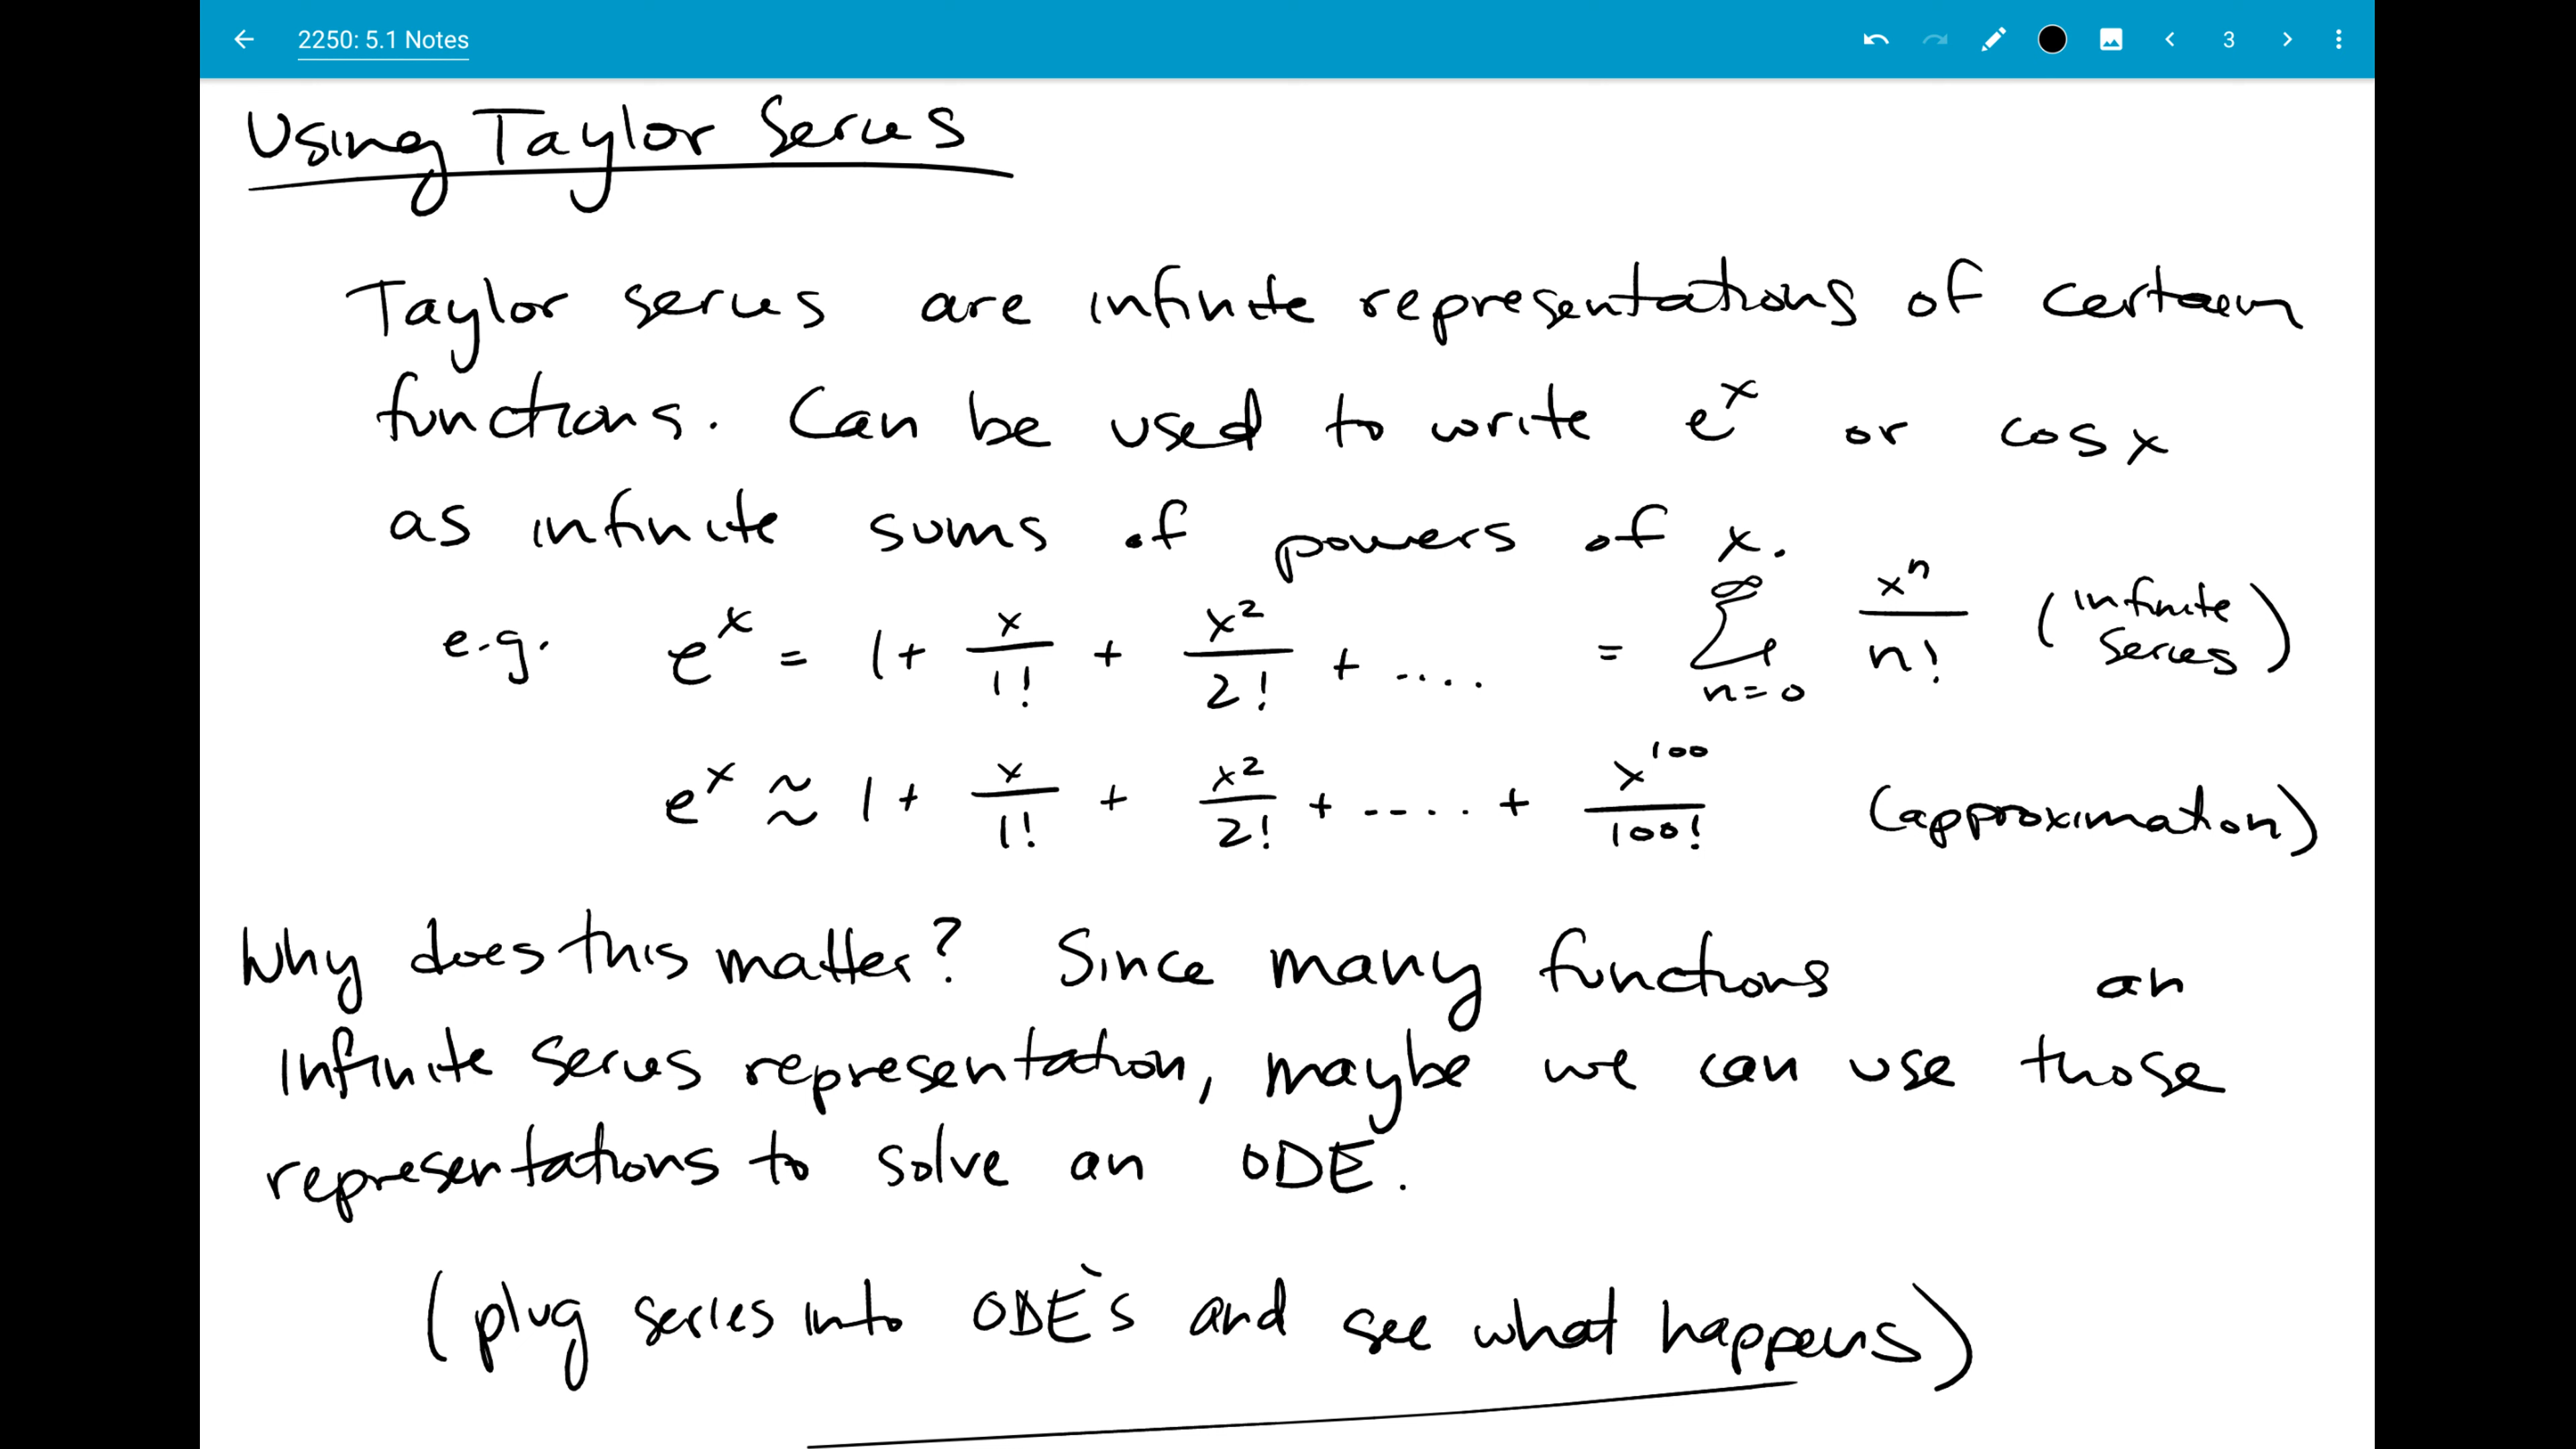 2250: 5.1 Notes
3
Using Taylor Series
Taylor series are infinite representations of certain
functions. Can be used to write e^x or cos x
as infinite sums of powers of x.
e.g. e^x = 1 + x/1! + x²/2! + .... = ∑_{n=0}^{∞} x^n/n! (infinite series)
e^x ≈ 1 + x/1! + x²/2! + ..... + x^100/100! (approximation)
Why does this matter? Since many functions an
infinite series representation, maybe we can use those
representations to solve an ODE.
(plug series into ODE's and see what happens)